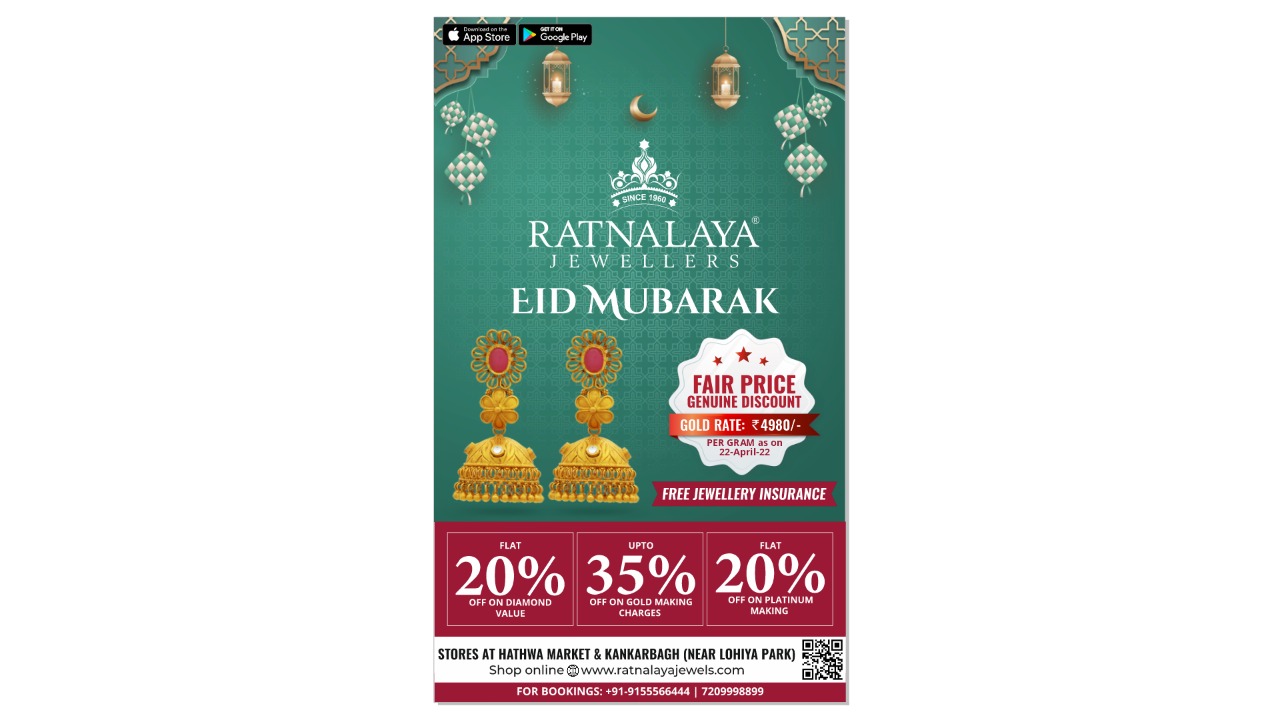 Download on the
App Store
GET IT ON
Google Play
SINCE 1960
RATNALAYA®
JEWELLERS
EID MUBARAK
FAIR PRICE
GENUINE DISCOUNT
GOLD RATE: ₹4980/-
PER GRAM as on
22-April-22
FREE JEWELLERY INSURANCE
FLAT
20%
OFF ON DIAMOND
VALUE
UPTO
35%
OFF ON GOLD MAKING
CHARGES
FLAT
20%
OFF ON PLATINUM
MAKING
STORES AT HATHWA MARKET & KANKARBAGH (NEAR LOHIYA PARK)
Shop online www.ratnalayajewels.com
FOR BOOKINGS: +91-9155566444 | 7209998899